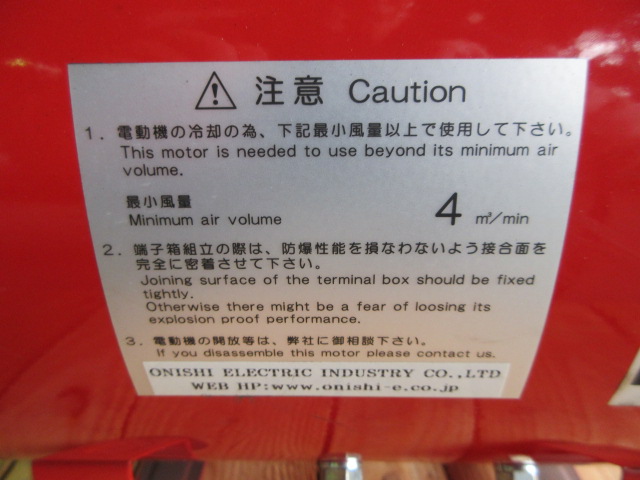 注意 Caution
1. 電動機の冷却の為、下記最小風量以上で使用して下さい。
This motor is needed to use beyond its minimum air
volume.
最小風量
Minimum air volume 4 m³/min
2. 端子箱組立の際は、防爆性能を損なわないよう接合面を
完全に密着させて下さい。
Joining surface of the terminal box should be fixed
tightly.
Otherwise there might be a fear of loosing its
explosion proof performance.
3. 電動機の開放等は、弊社に御相談下さい。
If you disassemble this motor please contact us.
ONISHI ELECTRIC INDUSTRY CO.,LTD
WEB HP:www.onishi-e.co.jp